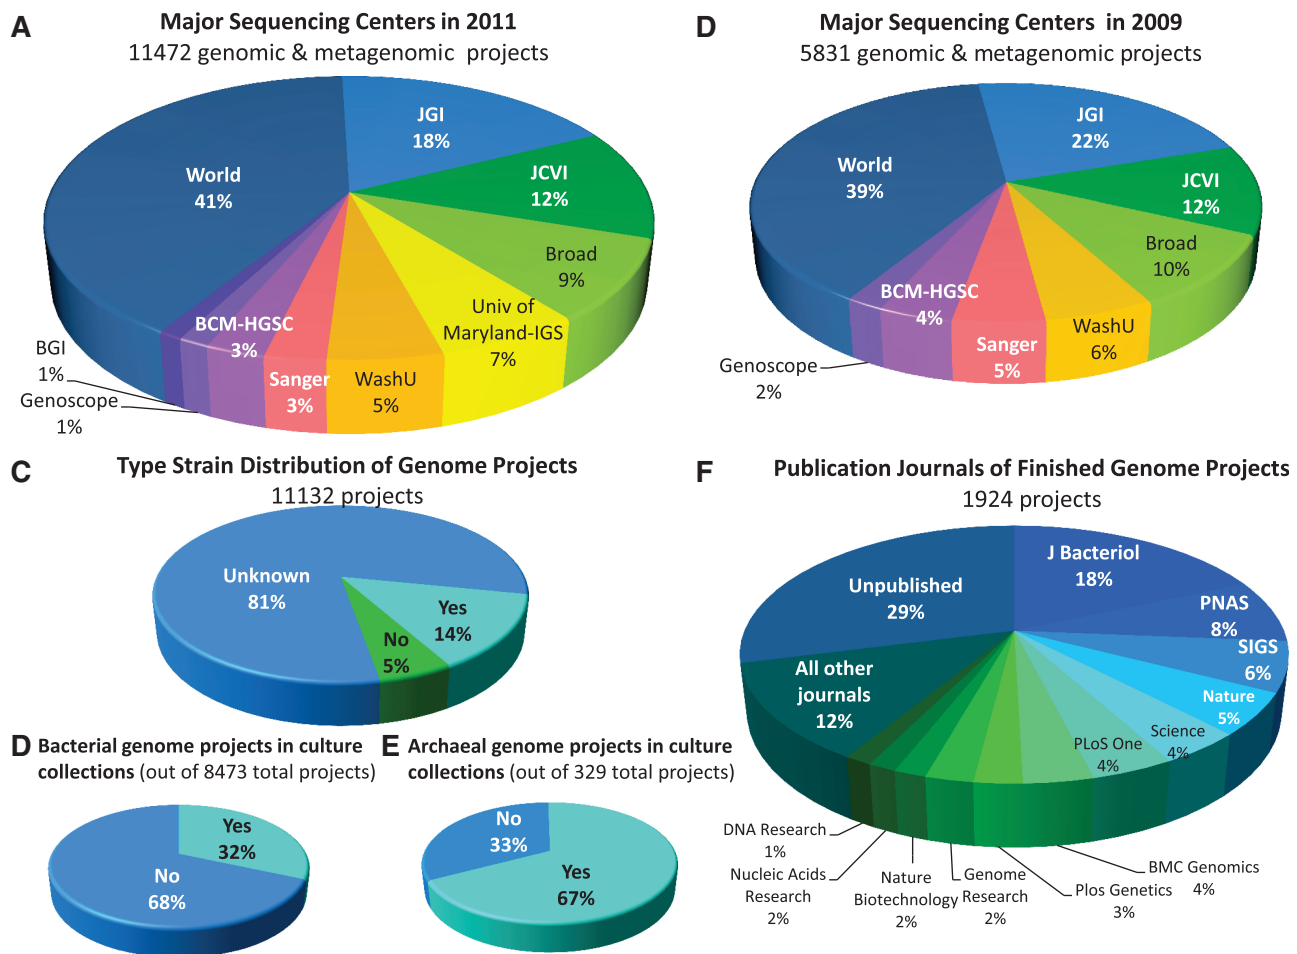 A
Major Sequencing Centers in 2011
11472 genomic & metagenomic projects
JGI
18%
JCVI
12%
Broad
9%
Univ of
Maryland-IGS
7%
WashU
5%
Sanger
3%
BCM-HGSC
3%
Genoscope
1%
BGI
1%
World
41%
D
Major Sequencing Centers in 2009
5831 genomic & metagenomic projects
JGI
22%
JCVI
12%
Broad
10%
WashU
6%
Sanger
5%
BCM-HGSC
4%
Genoscope
2%
World
39%
C
Type Strain Distribution of Genome Projects
11132 projects
Unknown
81%
Yes
14%
No
5%
D
Bacterial genome projects in culture
collections (out of 8473 total projects)
Yes
32%
No
68%
E
Archaeal genome projects in culture
collections (out of 329 total projects)
No
33%
Yes
67%
F
Publication Journals of Finished Genome Projects
1924 projects
J Bacteriol
18%
PNAS
8%
SIGS
6%
Nature
5%
Science
4%
PLoS One
4%
BMC Genomics
4%
Plos Genetics
3%
Genome
Research
2%
Nature
Biotechnology
2%
Nucleic Acids
Research
2%
DNA Research
1%
All other
journals
12%
Unpublished
29%